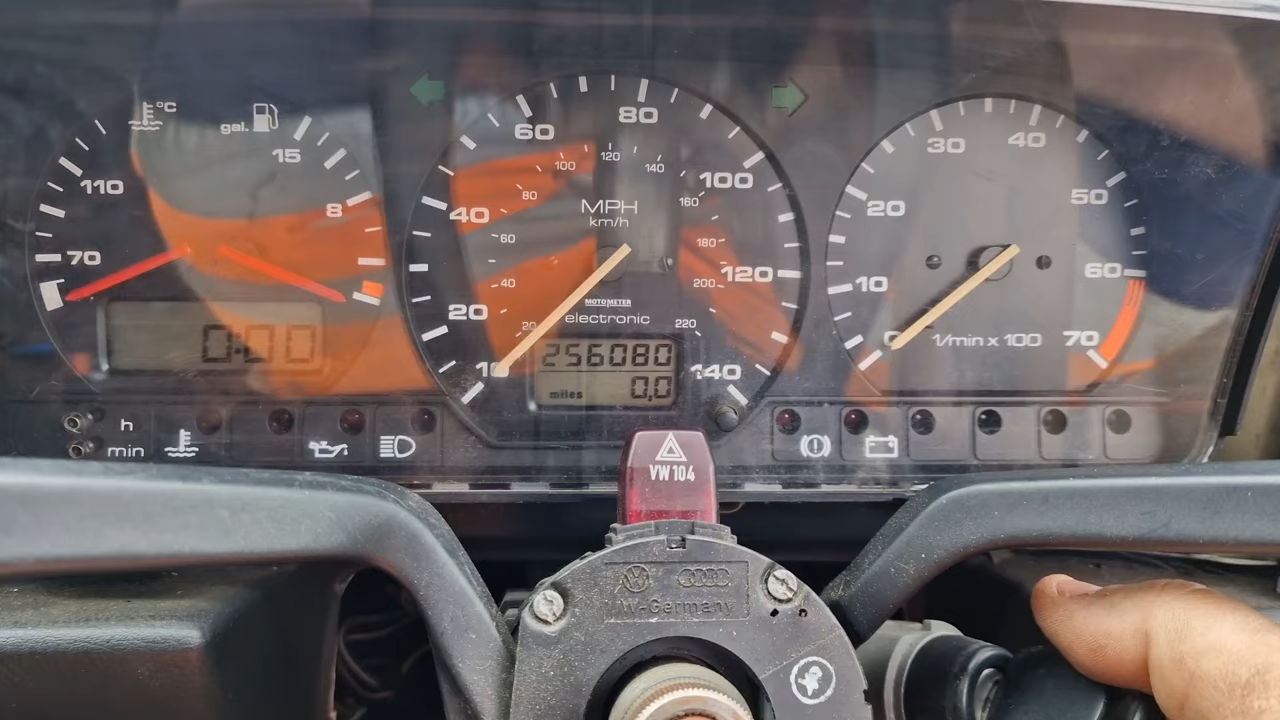 °C
gal.
15
8
110
70
0:00
h
min
60
80
100
120
140
40
20
10
MPH
km/h
20
40
60
80
100
120
140
160
180
200
220
MOTOMETER
electronic
256080
miles 0,0
0
10
20
30
40
50
60
70
1/min x 100
VW 104
VW-Germany